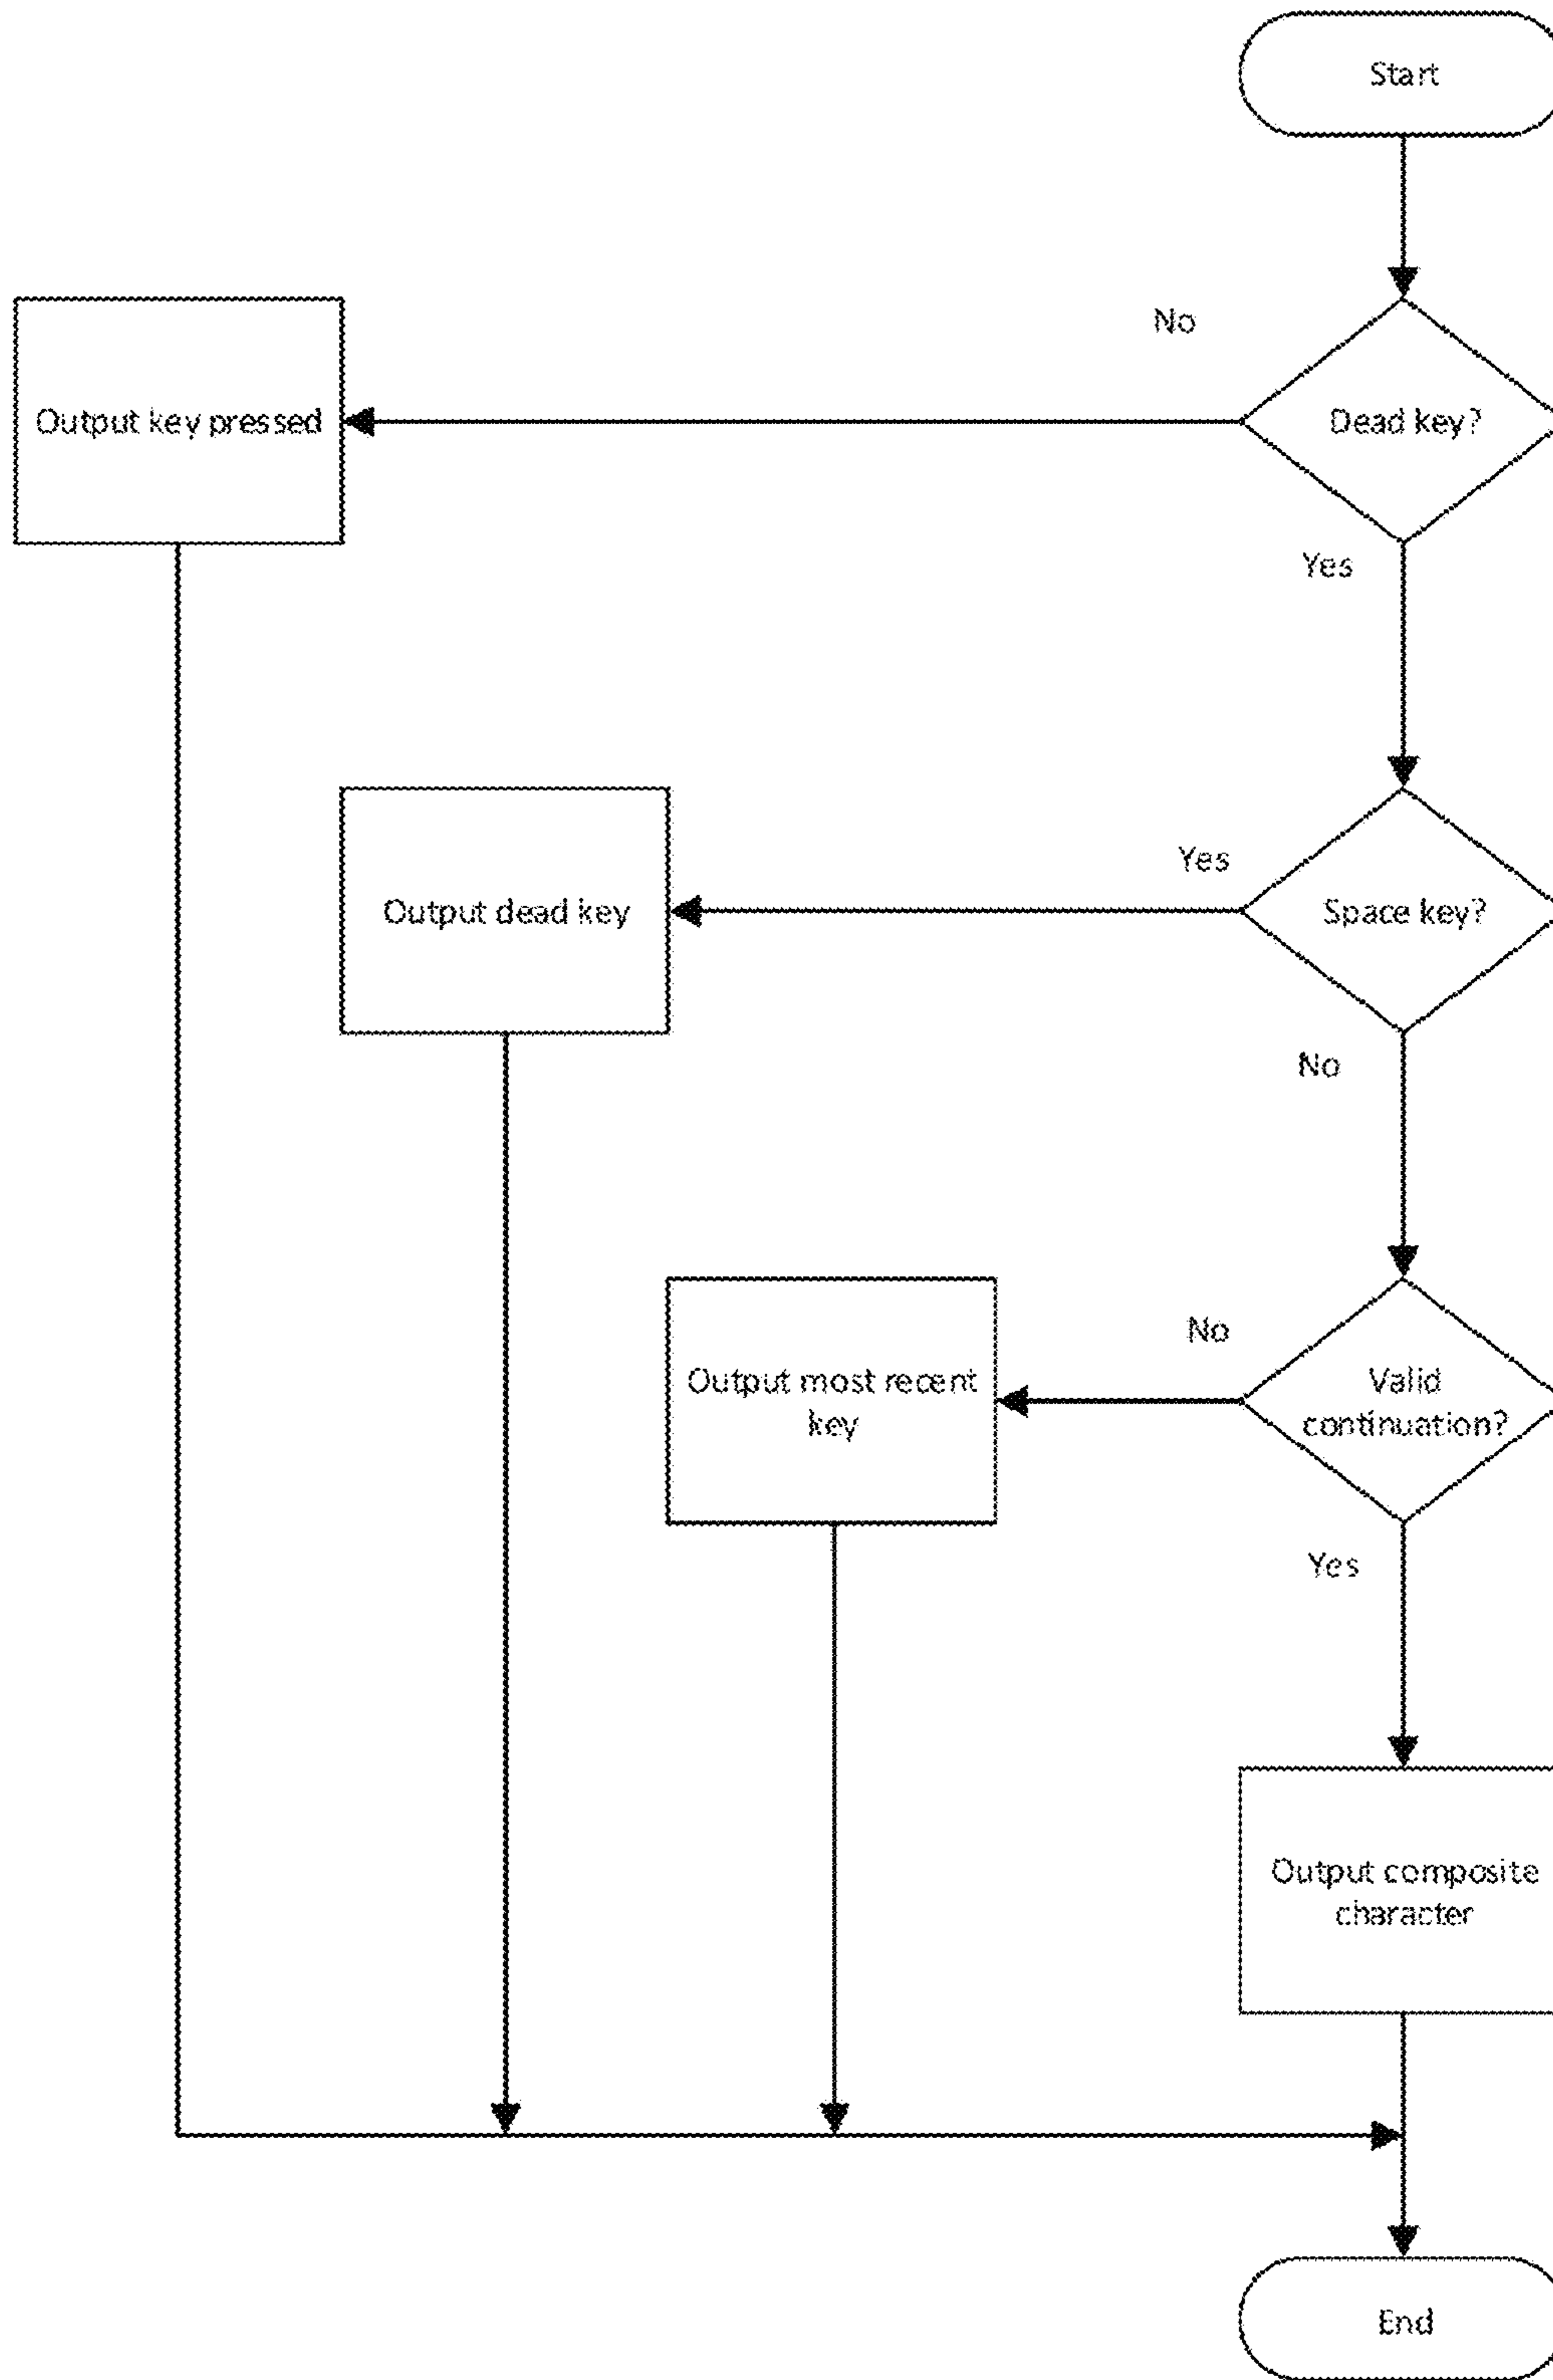 Start
No
Dead key?
Output key pressed
Yes
Yes
Space key?
Output dead key
No
No
Valid
continuation?
Output most recent
key
Yes
Output composite
character
End